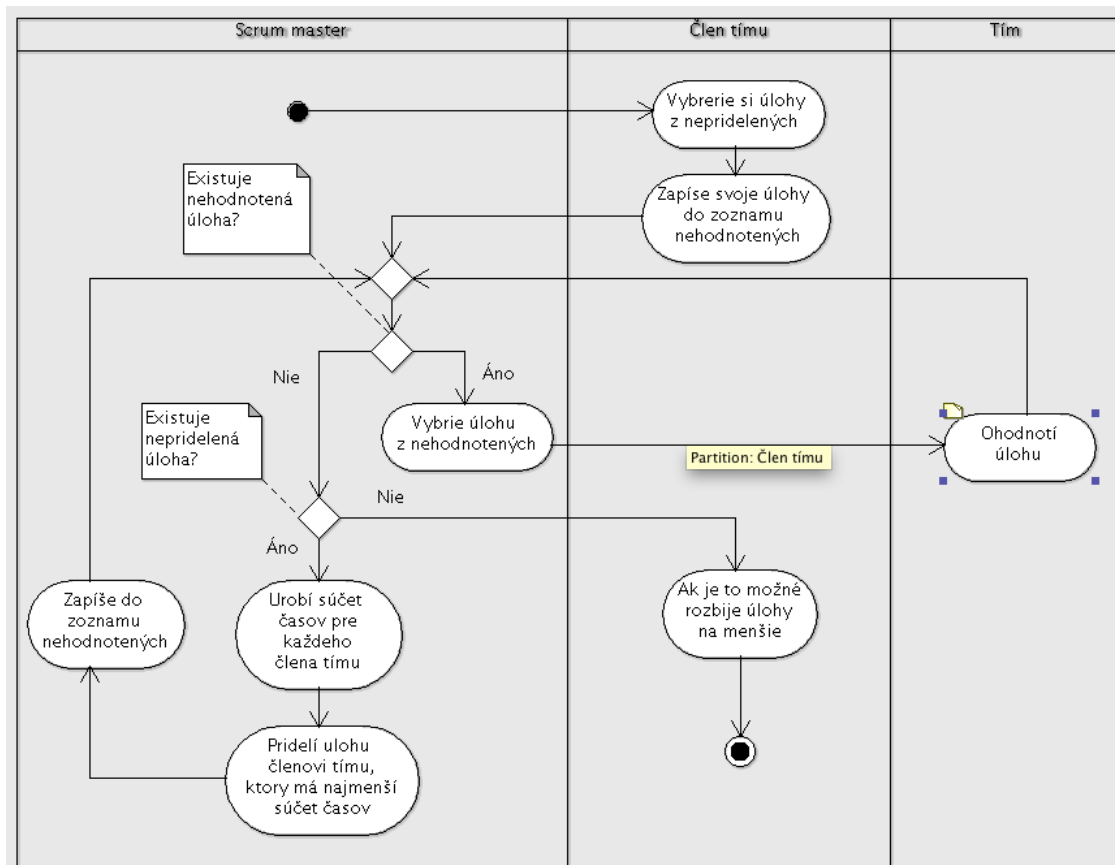 Scrum master
Člen tímu
Tím
Vybrerie si úlohy
z nepridelených
Existuje
nehodnotená
úloha?
Zapíse svoje úlohy
do zoznamu
nehodnotených
Nie
Áno
Existuje
nepridelená
úloha?
Vybrie úlohu
z nehodnotených
Ohodnotí
úlohu
Partition: Člen tímu
Nie
Áno
Zapíše do
zoznamu
nehodnotených
Urobí súčet
časov pre
každeho
člena tímu
Ak je to možné
rozbije úlohy
na menšie
Pridelí ulohu
členovi tímu,
ktory má najmenší
súčet časov